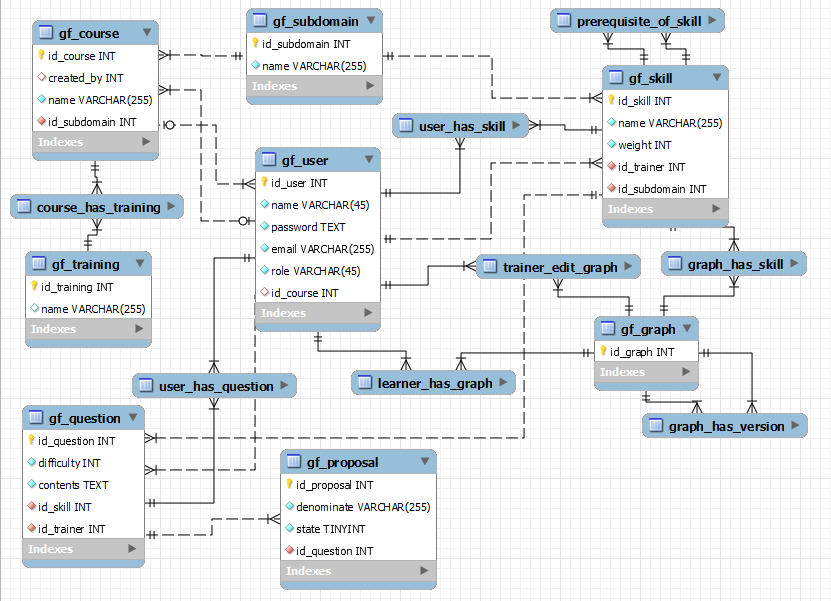 gf_course
id_course INT
created_by INT
name VARCHAR(255)
id_subdomain INT
Indexes
gf_subdomain
id_subdomain INT
name VARCHAR(255)
Indexes
prerequisite_of_skill
gf_skill
id_skill INT
name VARCHAR(255)
weight INT
id_trainer INT
id_subdomain INT
Indexes
user_has_skill
gf_user
id_user INT
name VARCHAR(45)
password TEXT
email VARCHAR(255)
role VARCHAR(45)
id_course INT
Indexes
course_has_training
gf_training
id_training INT
name VARCHAR(255)
Indexes
trainer_edit_graph
graph_has_skill
gf_graph
id_graph INT
Indexes
user_has_question
learner_has_graph
graph_has_version
gf_question
id_question INT
difficulty INT
contents TEXT
id_skill INT
id_trainer INT
Indexes
gf_proposal
id_proposal INT
denominate VARCHAR(255)
state TINYINT
id_question INT
Indexes